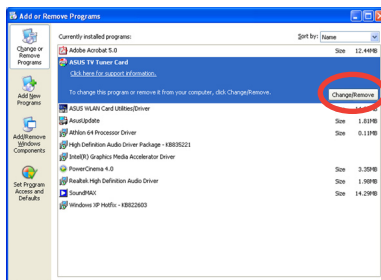 Add or Remove Programs
Change or
Remove
Programs
Add New
Programs
Add/Remove
Windows
Components
Set Program
Access and
Defaults
Currently installed programs:
Sort by: Name
Adobe Acrobat 5.0 Size 12.44MB
ASUS TV Tuner Card
Click here for support information.
To change this program or remove it from your computer, click Change/Remove.
Change/Remove
ASUS WLAN Card Utilities/Driver
AsusUpdate Size 1.81MB
Athlon 64 Processor Driver Size 0.11MB
High Definition Audio Driver Package - KB835221
Intel(R) Graphics Media Accelerator Driver
PowerCinema 4.0 Size 3.35MB
Realtek High Definition Audio Driver Size 1.98MB
SoundMAX Size 14.29MB
Windows XP Hotfix - KB822603